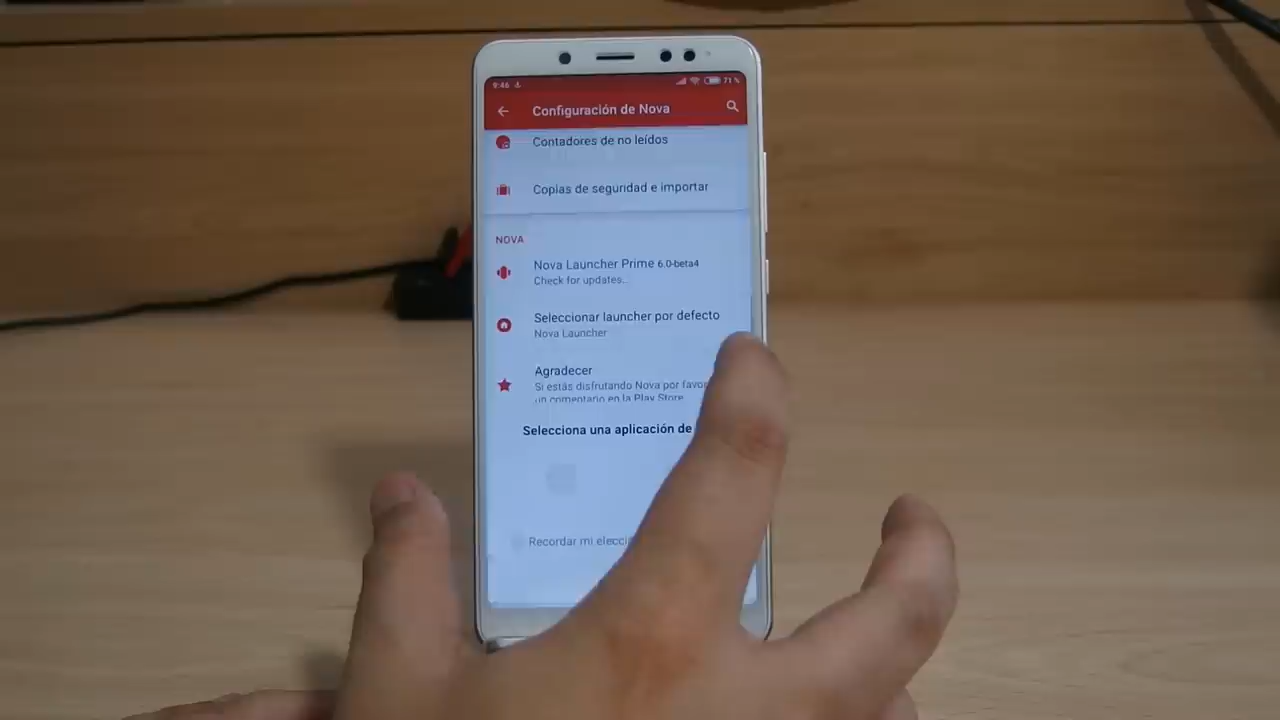 9:46
71%
Configuración de Nova
Contadores de no leídos
Copias de seguridad e importar
NOVA
Nova Launcher Prime 6.0-beta4
Check for updates..
Seleccionar launcher por defecto
Nova Launcher
Agradecer
Si estás disfrutando Nova por favor
un comentario en la Play Store
Selecciona una aplicación de
Recordar mi